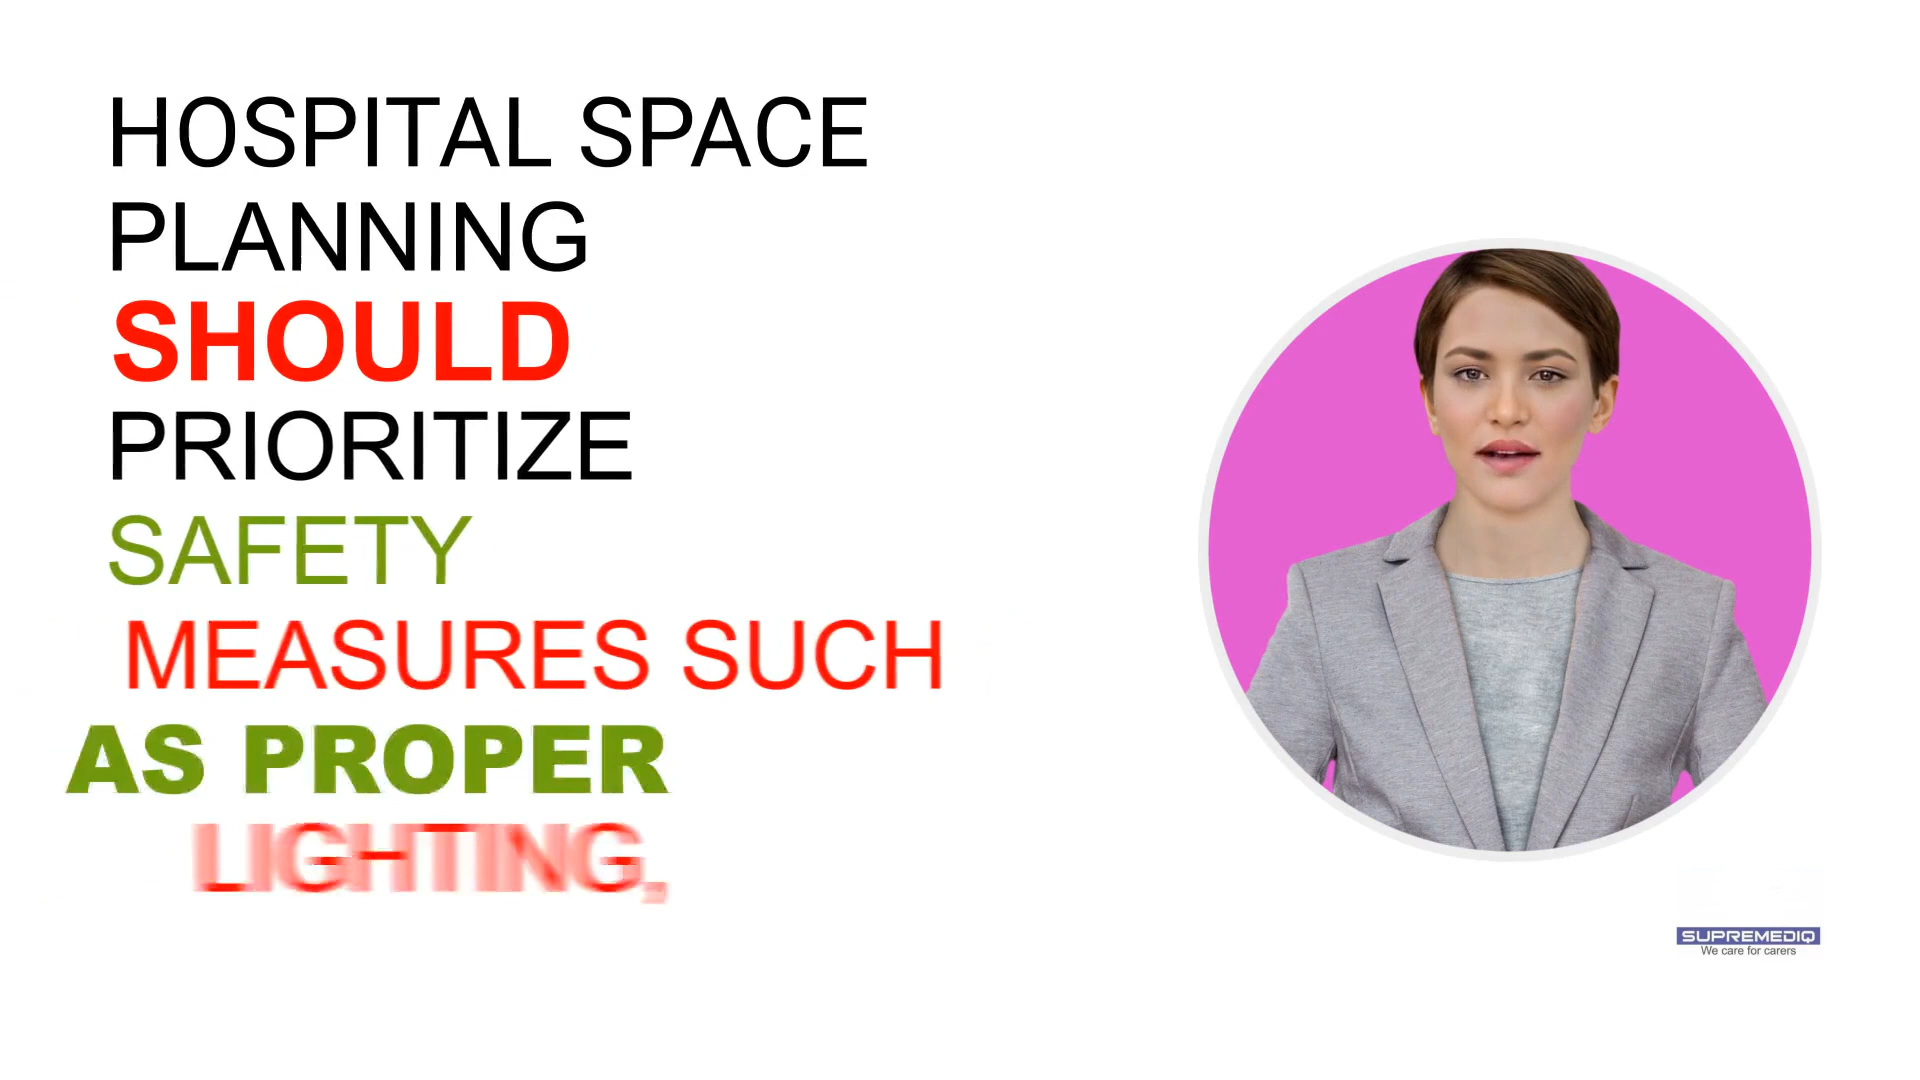 HOSPITAL SPACE
PLANNING
SHOULD
PRIORITIZE
SAFETY
MEASURES SUCH
AS PROPER
LIGHTING,
SUPREMEDIQ
We care for carers